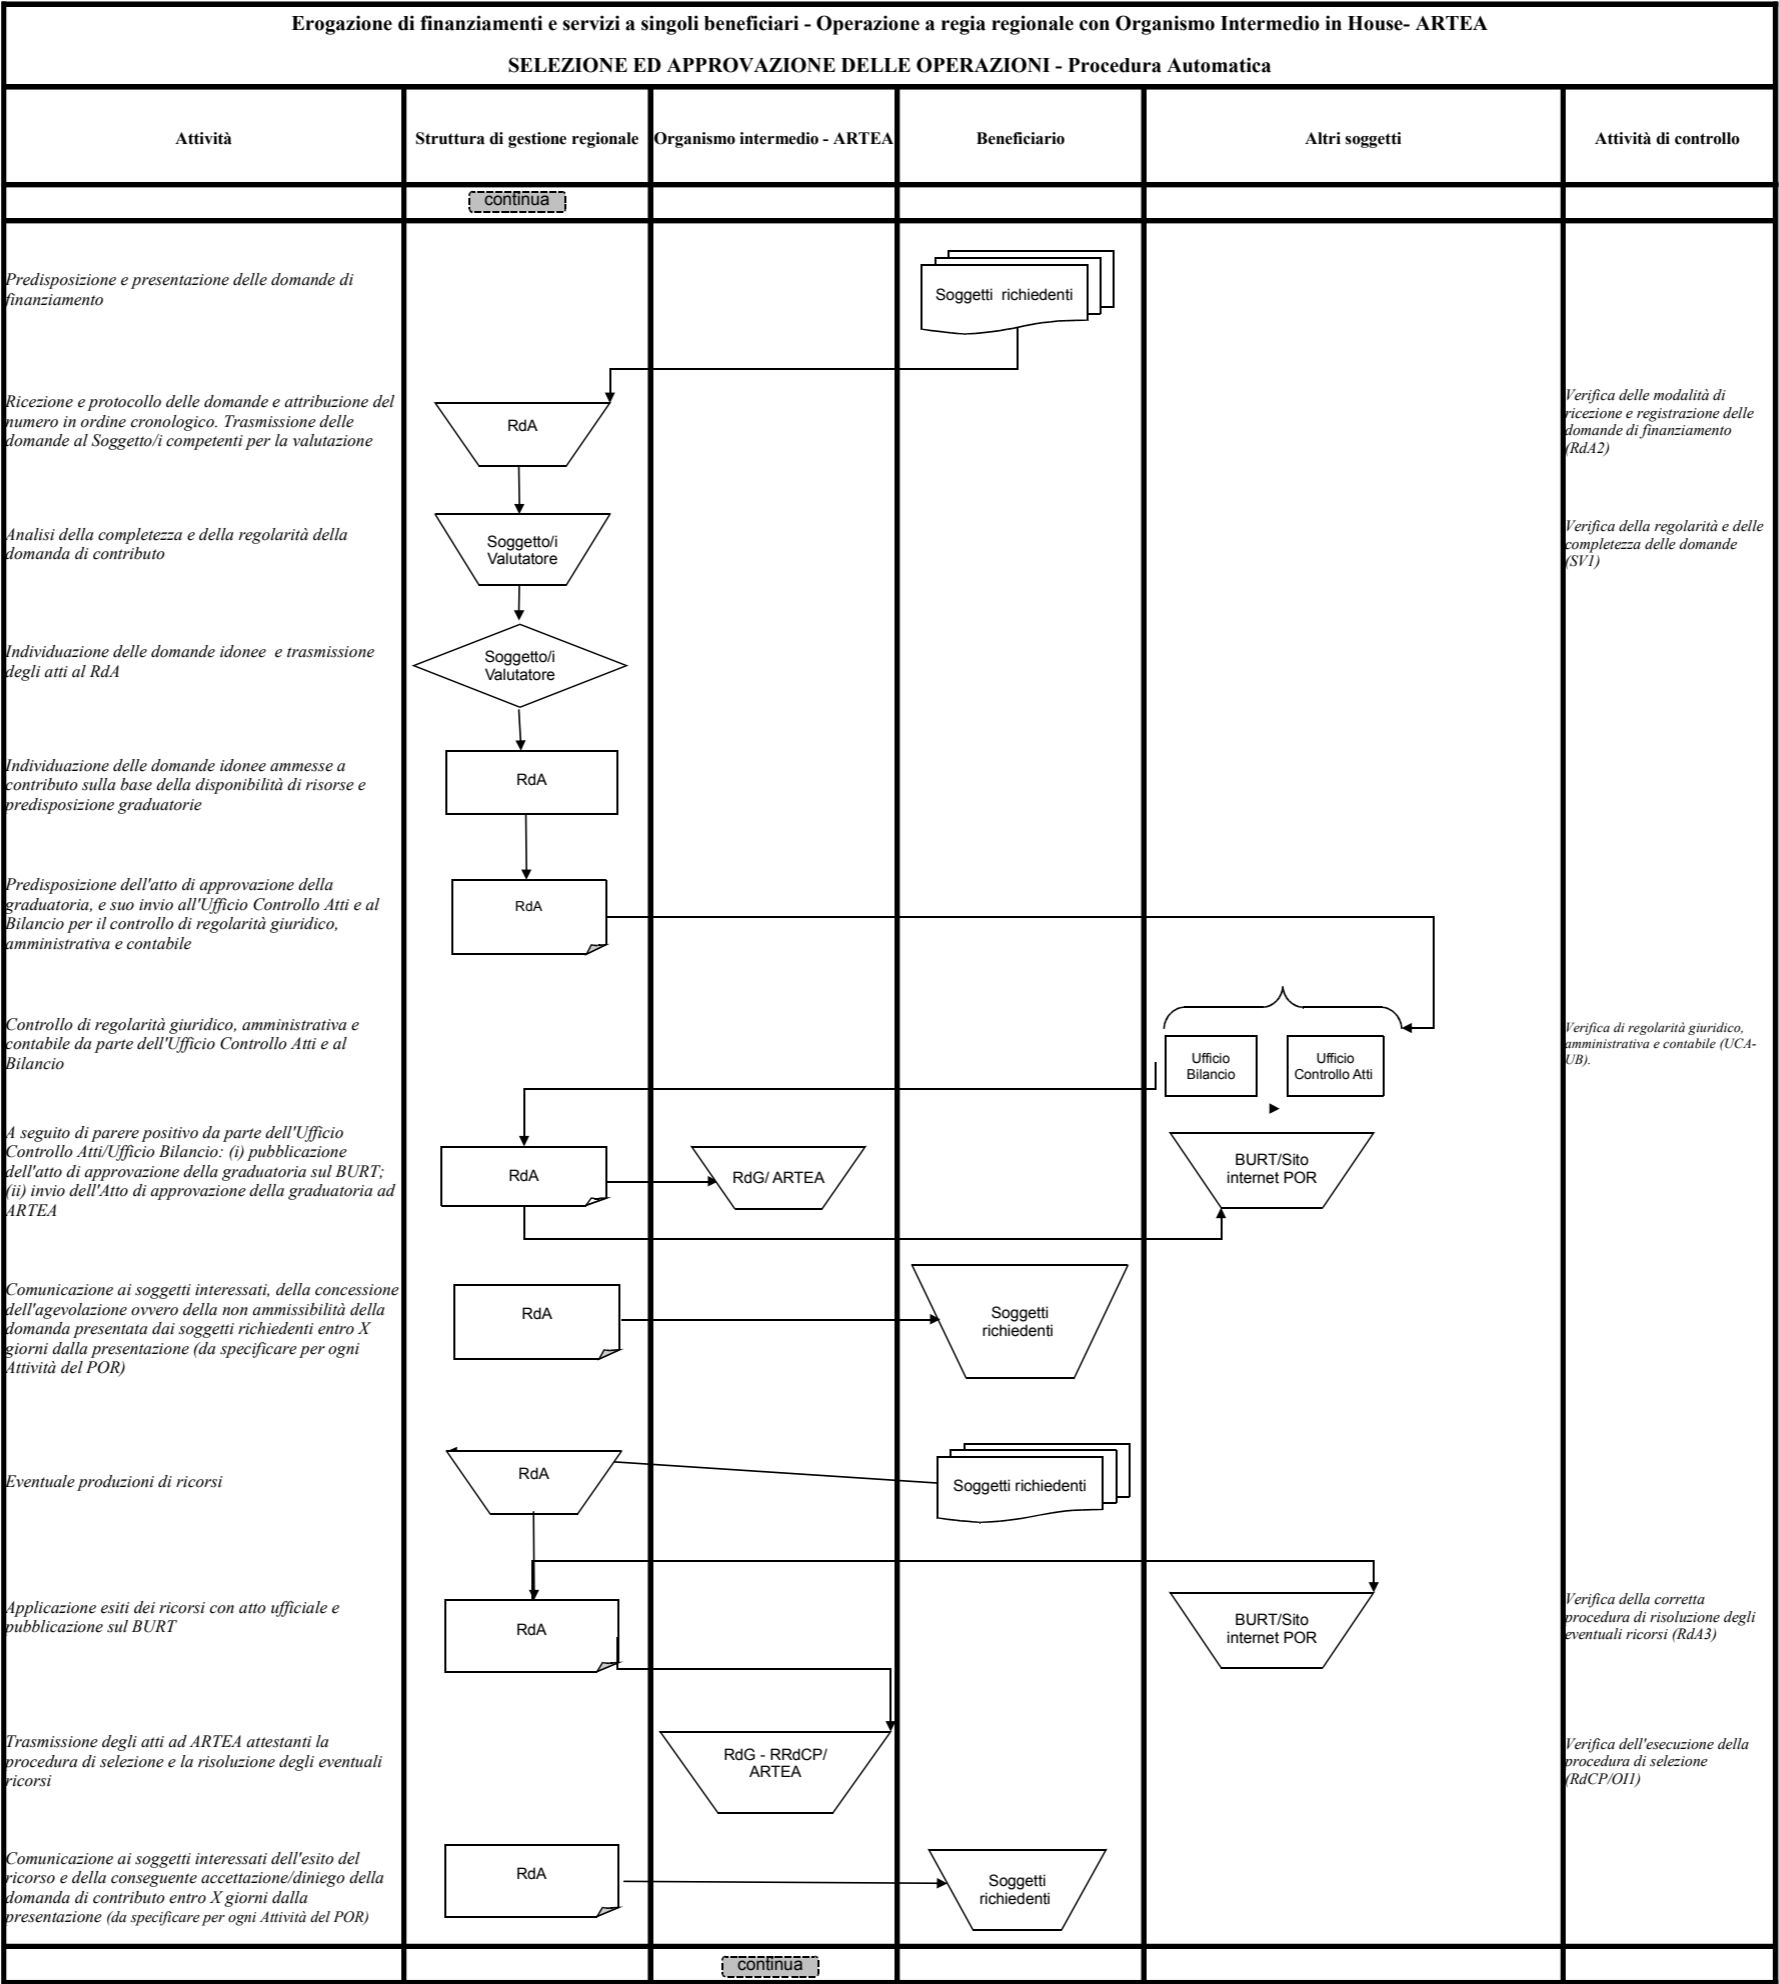 Erogazione di finanziamenti e servizi a singoli beneficiari - Operazione a regia regionale con Organismo Intermedio in House- ARTEA
SELEZIONE ED APPROVAZIONE DELLE OPERAZIONI - Procedura Automatica
Attività
Struttura di gestione regionale
Organismo intermedio - ARTEA
Beneficiario
Altri soggetti
Attività di controllo
continua
Predisposizione e presentazione delle domande di
finanziamento
Soggetti richiedenti
Ricezione e protocollo delle domande e attribuzione del
numero in ordine cronologico. Trasmissione delle
domande al Soggetto/i competenti per la valutazione
RdA
Verifica delle modalità di
ricezione e registrazione delle
domande di finanziamento
(RdA2)
Analisi della completezza e della regolarità della
domanda di contributo
Soggetto/i
Valutatore
Verifica della regolarità e delle
completezza delle domande
(SV1)
Individuazione delle domande idonee e trasmissione
degli atti al RdA
Soggetto/i
Valutatore
Individuazione delle domande idonee ammesse a
contributo sulla base della disponibilità di risorse e
predisposizione graduatorie
RdA
Predisposizione dell'atto di approvazione della
graduatoria, e suo invio all'Ufficio Controllo Atti e al
Bilancio per il controllo di regolarità giuridico,
amministrativa e contabile
RdA
Controllo di regolarità giuridico, amministrativa e
contabile da parte dell'Ufficio Controllo Atti e al
Bilancio
Ufficio
Bilancio
Ufficio
Controllo Atti
Verifica di regolarità giuridico,
amministrativa e contabile (UCA-
UB).
A seguito di parere positivo da parte dell'Ufficio
Controllo Atti/Ufficio Bilancio: (i) pubblicazione
dell'atto di approvazione della graduatoria sul BURT;
(ii) invio dell'Atto di approvazione della graduatoria ad
ARTEA
RdA
RdG/ ARTEA
BURT/Sito
internet POR
Comunicazione ai soggetti interessati, della concessione
dell'agevolazione ovvero della non ammissibilità della
domanda presentata dai soggetti richiedenti entro X
giorni dalla presentazione (da specificare per ogni
Attività del POR)
RdA
Soggetti
richiedenti
Eventuale produzioni di ricorsi
RdA
Soggetti richiedenti
Applicazione esiti dei ricorsi con atto ufficiale e
pubblicazione sul BURT
RdA
BURT/Sito
internet POR
Verifica della corretta
procedura di risoluzione degli
eventuali ricorsi (RdA3)
Trasmissione degli atti ad ARTEA attestanti la
procedura di selezione e la risoluzione degli eventuali
ricorsi
RdG - RRdCP/
ARTEA
Verifica dell'esecuzione della
procedura di selezione
(RdCP/OI1)
Comunicazione ai soggetti interessati dell'esito del
ricorso e della conseguente accettazione/diniego della
domanda di contributo entro X giorni dalla
presentazione (da specificare per ogni Attività del POR)
RdA
Soggetti
richiedenti
continua